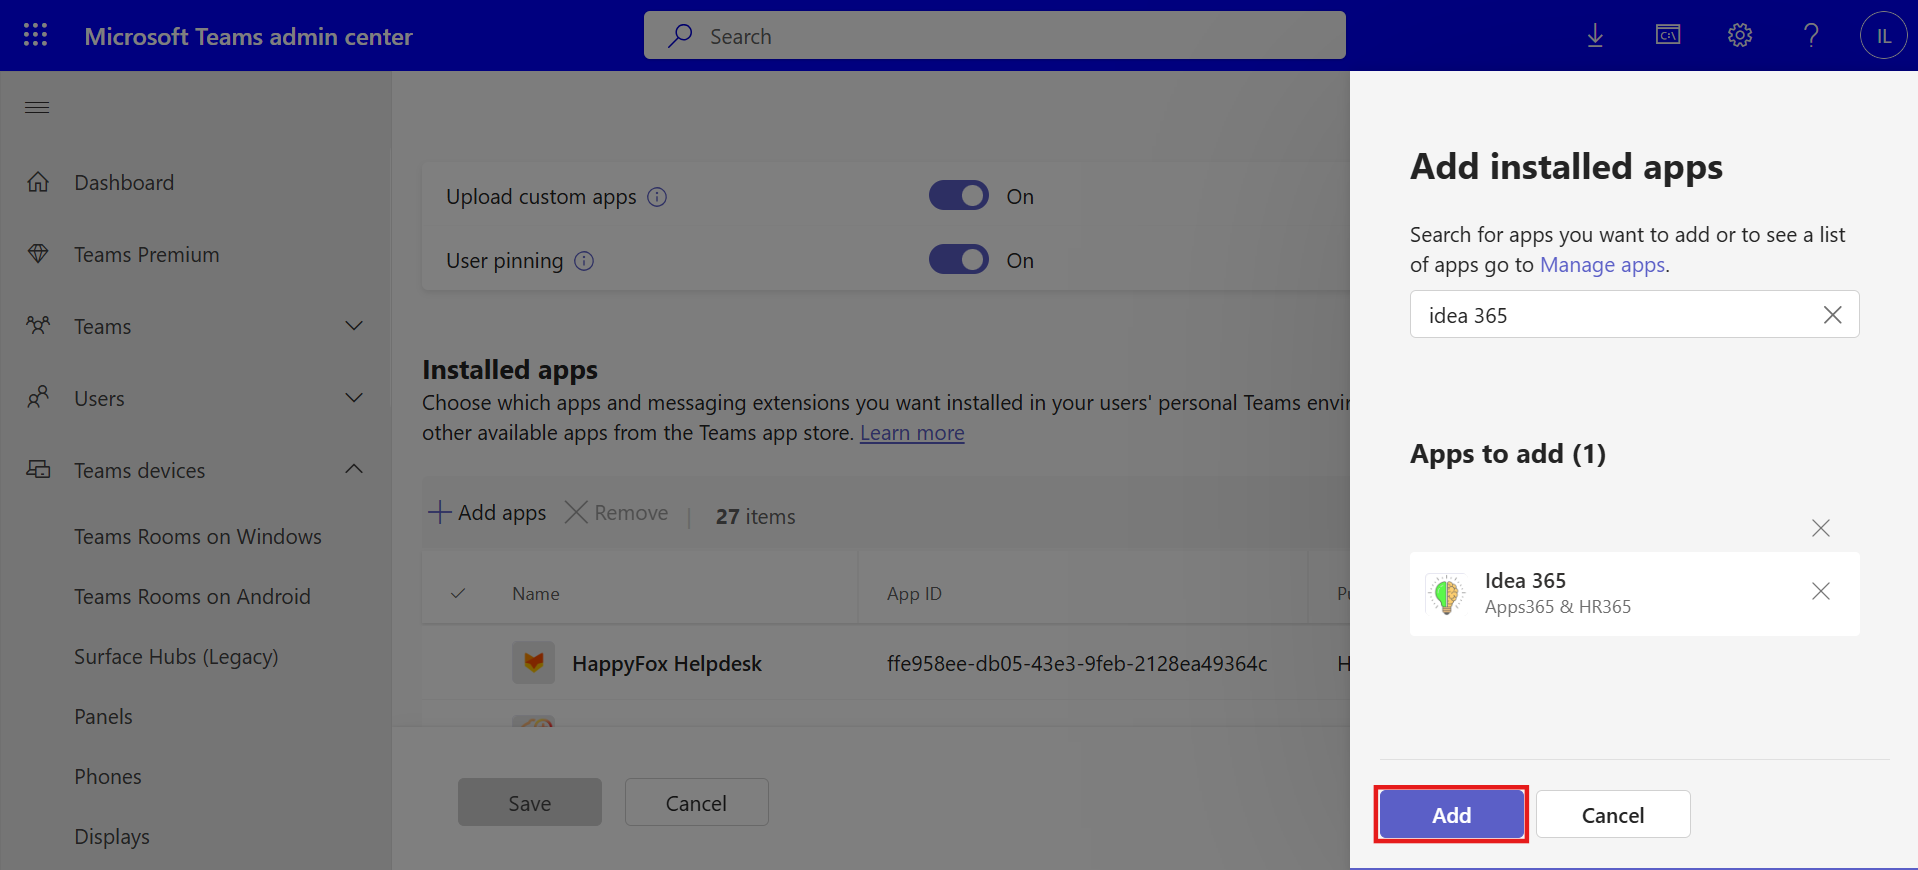 Microsoft Teams admin center
Search
C:\
?
IL
Dashboard
Teams Premium
Teams
Users
Teams devices
Teams Rooms on Windows
Teams Rooms on Android
Surface Hubs (Legacy)
Panels
Phones
Displays
Upload custom apps
On
User pinning
On
Installed apps
Choose which apps and messaging extensions you want installed in your users' personal Teams envir
other available apps from the Teams app store. Learn more
Add apps Remove | 27 items
Name App ID Pu
HappyFox Helpdesk ffe958ee-db05-43e3-9feb-2128ea49364c H
Save Cancel
Add installed apps
Search for apps you want to add or to see a list
of apps go to Manage apps.
idea 365
Apps to add (1)
Idea 365
Apps365 & HR365
Add Cancel